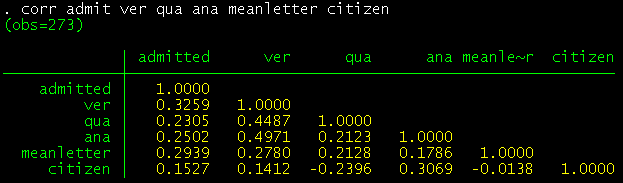 . corr admit ver qua ana meanletter citizen
(obs=273)
admitted ver qua ana meanle~r citizen
admitted 1.0000
ver 0.3259 1.0000
qua 0.2305 0.4487 1.0000
ana 0.2502 0.4971 0.2123 1.0000
meanletter 0.2939 0.2780 0.2128 0.1786 1.0000
citizen 0.1527 0.1412 -0.2396 0.3069 -0.0138 1.0000